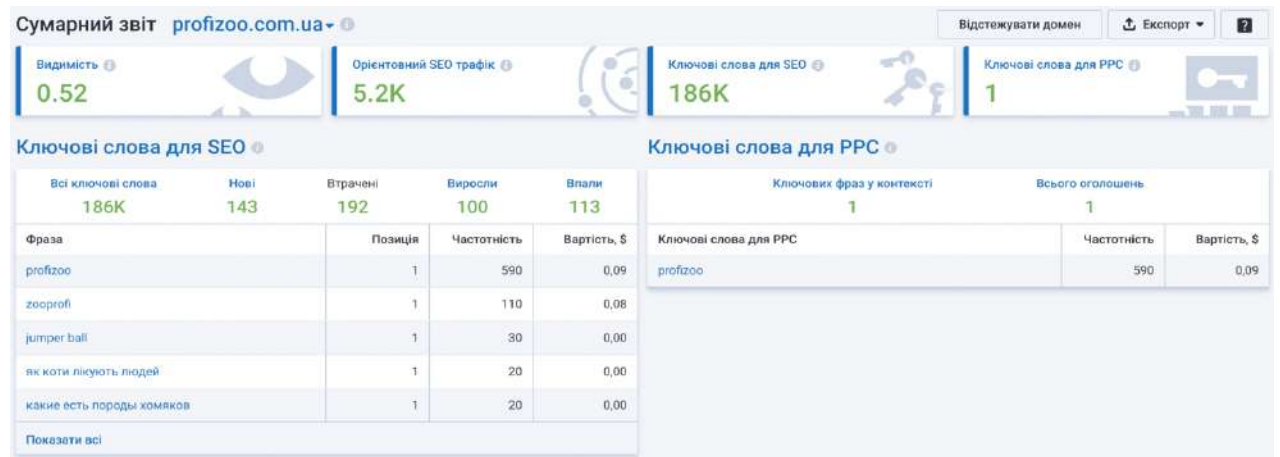 Сумарний звіт profizoo.com.ua
Відстежувати домен
Експорт
?
Видимість
0.52
Орієнтовний SEO трафік
5.2K
Ключові слова для SEO
186K
Ключові слова для PPC
1
Ключові слова для SEO
Всі ключові слова Нові Втрачені Виросли Впали
186K 143 192 100 113
Фраза Позиція Частотність Вартість, $
profizoo 1 590 0,09
zooprofi 1 110 0,08
jumper ball 1 30 0,00
як коти лікують людей 1 20 0,00
какие есть породы хомяков 1 20 0,00
Показати всі
Ключові слова для PPC
Ключових фраз у контексті Всього оголошень
1 1
Ключові слова для PPC Частотність Вартість, $
profizoo 590 0,09